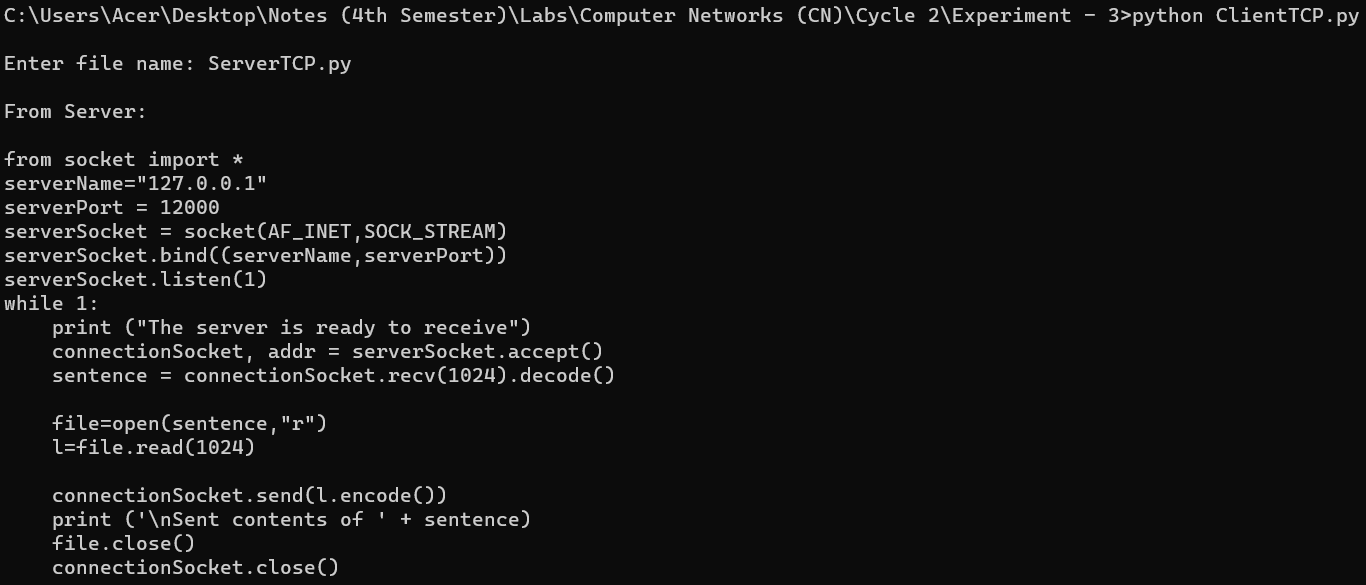 C:\Users\Acer\Desktop\Notes (4th Semester)\Labs\Computer Networks (CN)\Cycle 2\Experiment - 3>python ClientTCP.py
Enter file name: ServerTCP.py
From Server:
from socket import *
serverName="127.0.0.1"
serverPort = 12000
serverSocket = socket(AF_INET,SOCK_STREAM)
serverSocket.bind((serverName,serverPort))
serverSocket.listen(1)
while 1:
    print ("The server is ready to receive")
    connectionSocket, addr = serverSocket.accept()
    sentence = connectionSocket.recv(1024).decode()
    file=open(sentence,"r")
    l=file.read(1024)
    connectionSocket.send(l.encode())
    print ('\nSent contents of ' + sentence)
    file.close()
    connectionSocket.close()